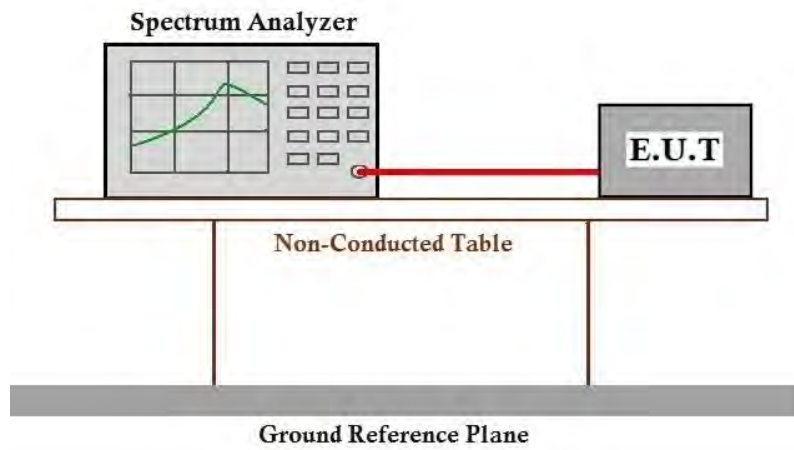 Spectrum Analyzer
E.U.T
Non-Conducted Table
Ground Reference Plane